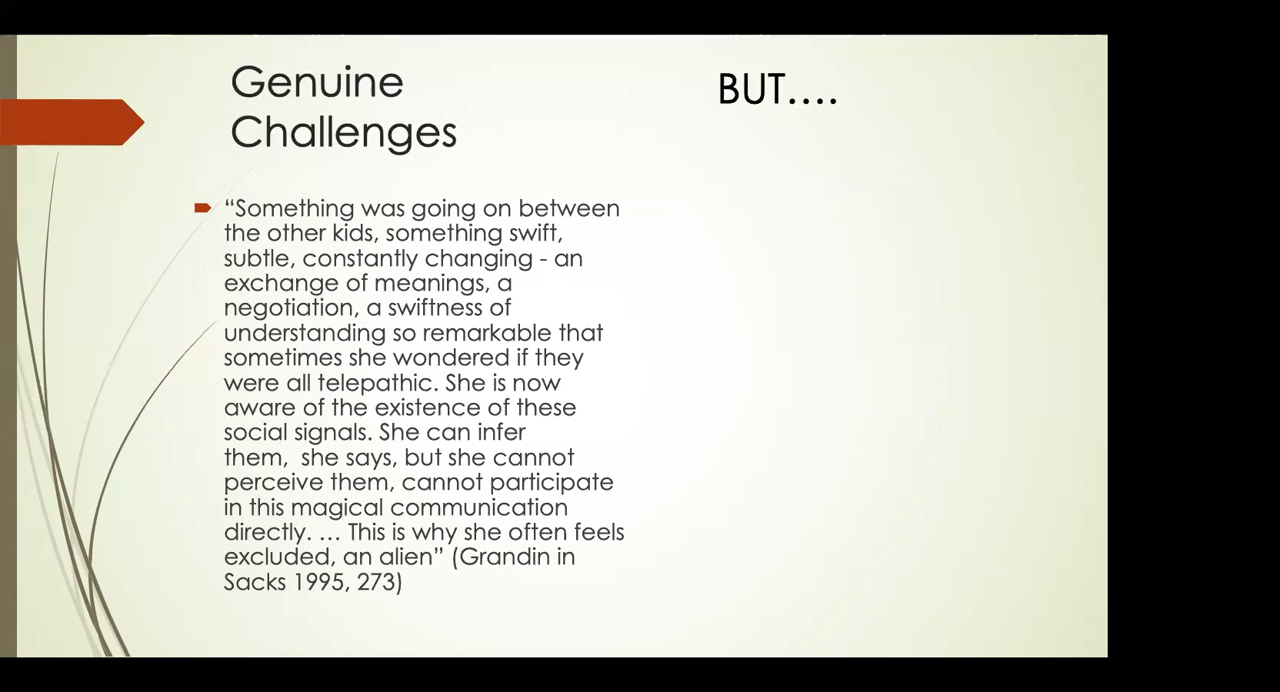 Genuine
Challenges
“Something was going on between
the other kids, something swift,
subtle, constantly changing - an
exchange of meanings, a
negotiation, a swiftness of
understanding so remarkable that
sometimes she wondered if they
were all telepathic. She is now
aware of the existence of these
social signals. She can infer
them,  she says, but she cannot
perceive them, cannot participate
in this magical communication
directly. … This is why she often feels
excluded, an alien” (Grandin in
Sacks 1995, 273)
BUT….